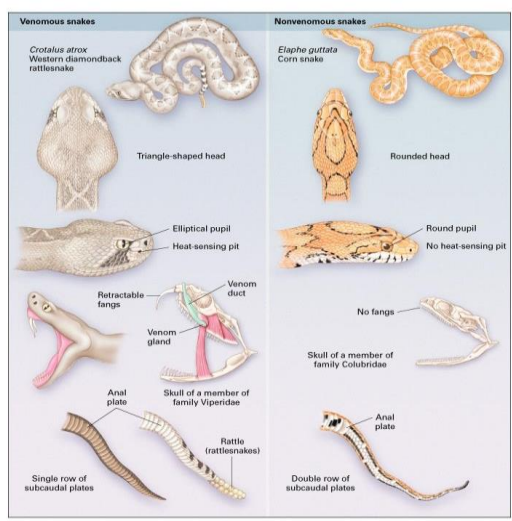 Venomous snakes
Crotalus atrox
Western diamondback
rattlesnake
Triangle-shaped head
Elliptical pupil
Heat-sensing pit
Retractable
fangs
Venom
duct
Venom
gland
Skull of a member of
family Viperidae
Anal
plate
Rattle
(rattlesnakes)
Single row of
subcaudal plates
Nonvenomous snakes
Elaphe guttata
Corn snake
Rounded head
Round pupil
No heat-sensing pit
No fangs
Skull of a member of
family Colubridae
Anal
plate
Double row of
subcaudal plates